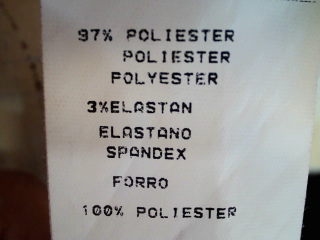 97% POLIESTER
POLIESTER
POLYESTER
3%ELASTAN
ELASTANO
SPANDEX
FORRO
100% POLIESTER